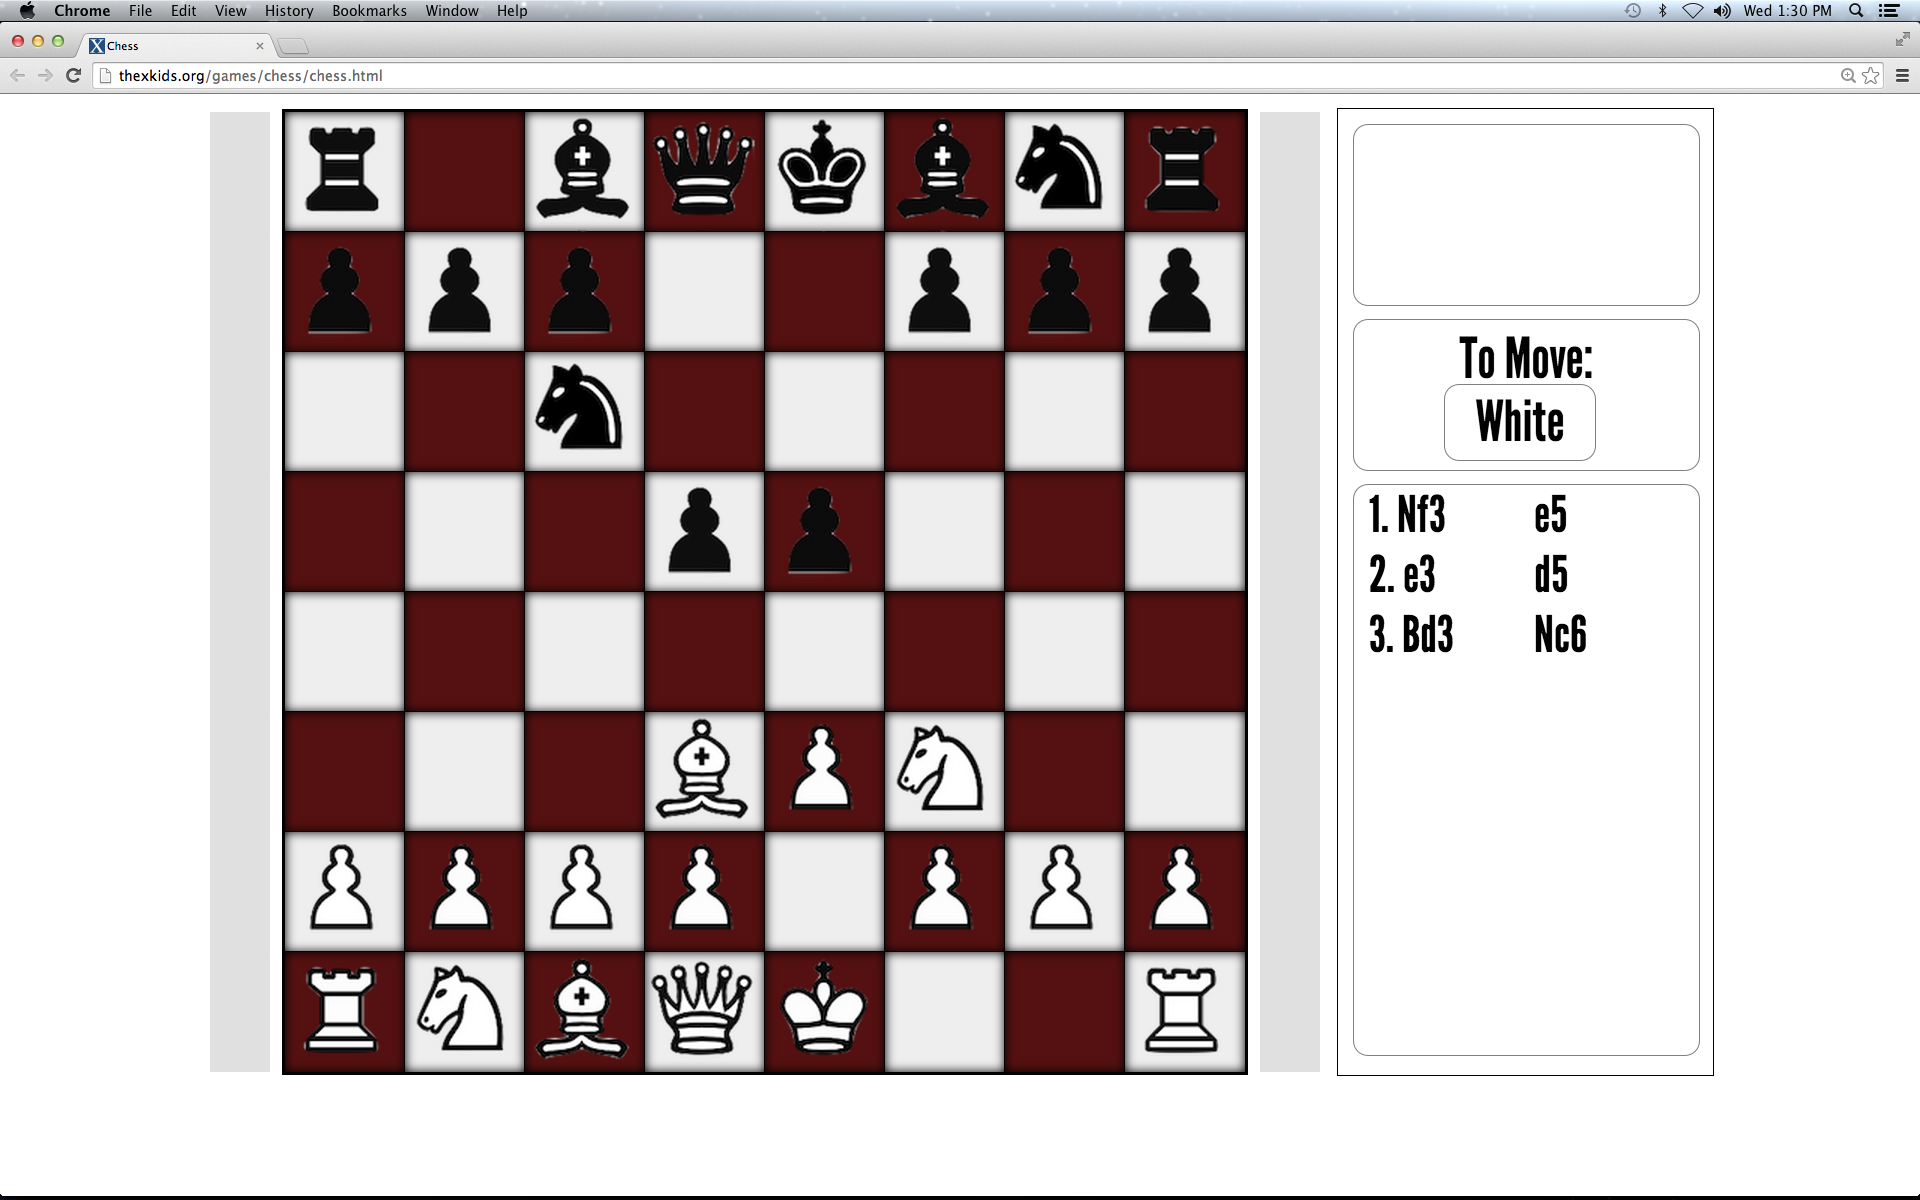 Chrome File Edit View History Bookmarks Window Help Wed 1:30 PM
Chess
thexkids.org/games/chess/chess.html
To Move:
White
1. Nf3 e5
2. e3 d5
3. Bd3 Nc6